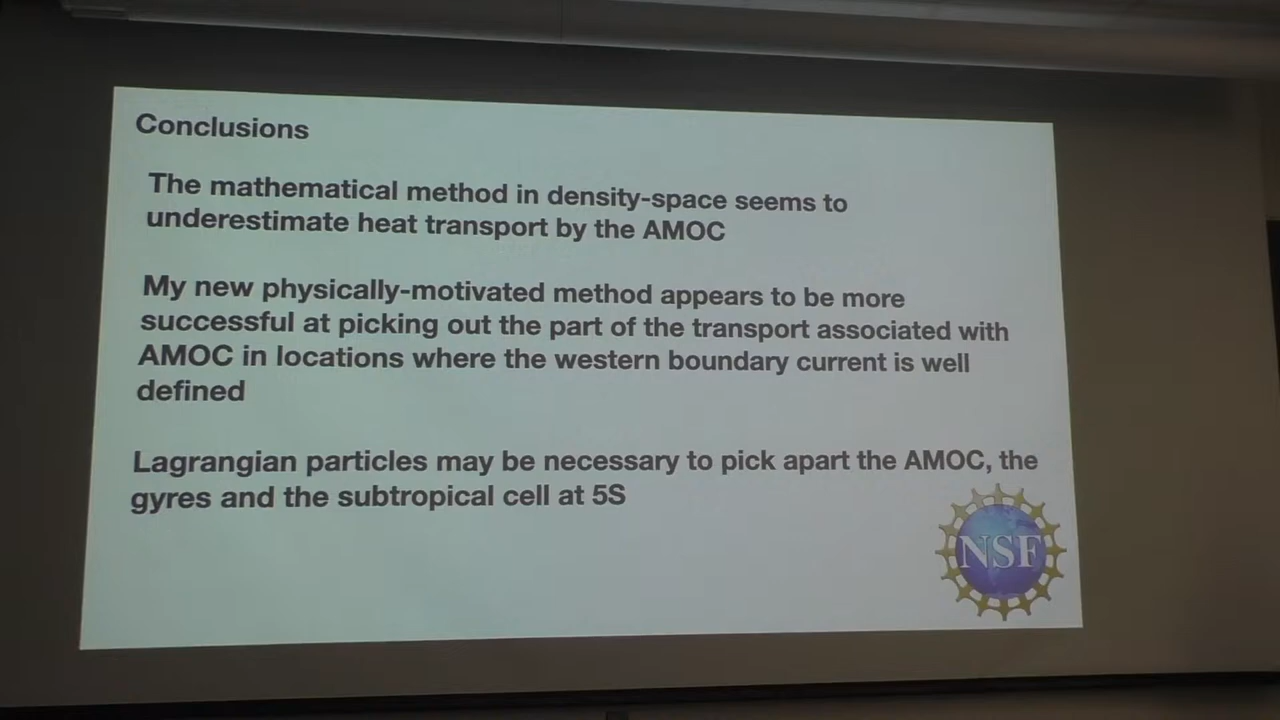 Conclusions
The mathematical method in density-space seems to
underestimate heat transport by the AMOC
My new physically-motivated method appears to be more
successful at picking out the part of the transport associated with
AMOC in locations where the western boundary current is well
defined
Lagrangian particles may be necessary to pick apart the AMOC, the
gyres and the subtropical cell at 5S
NSF